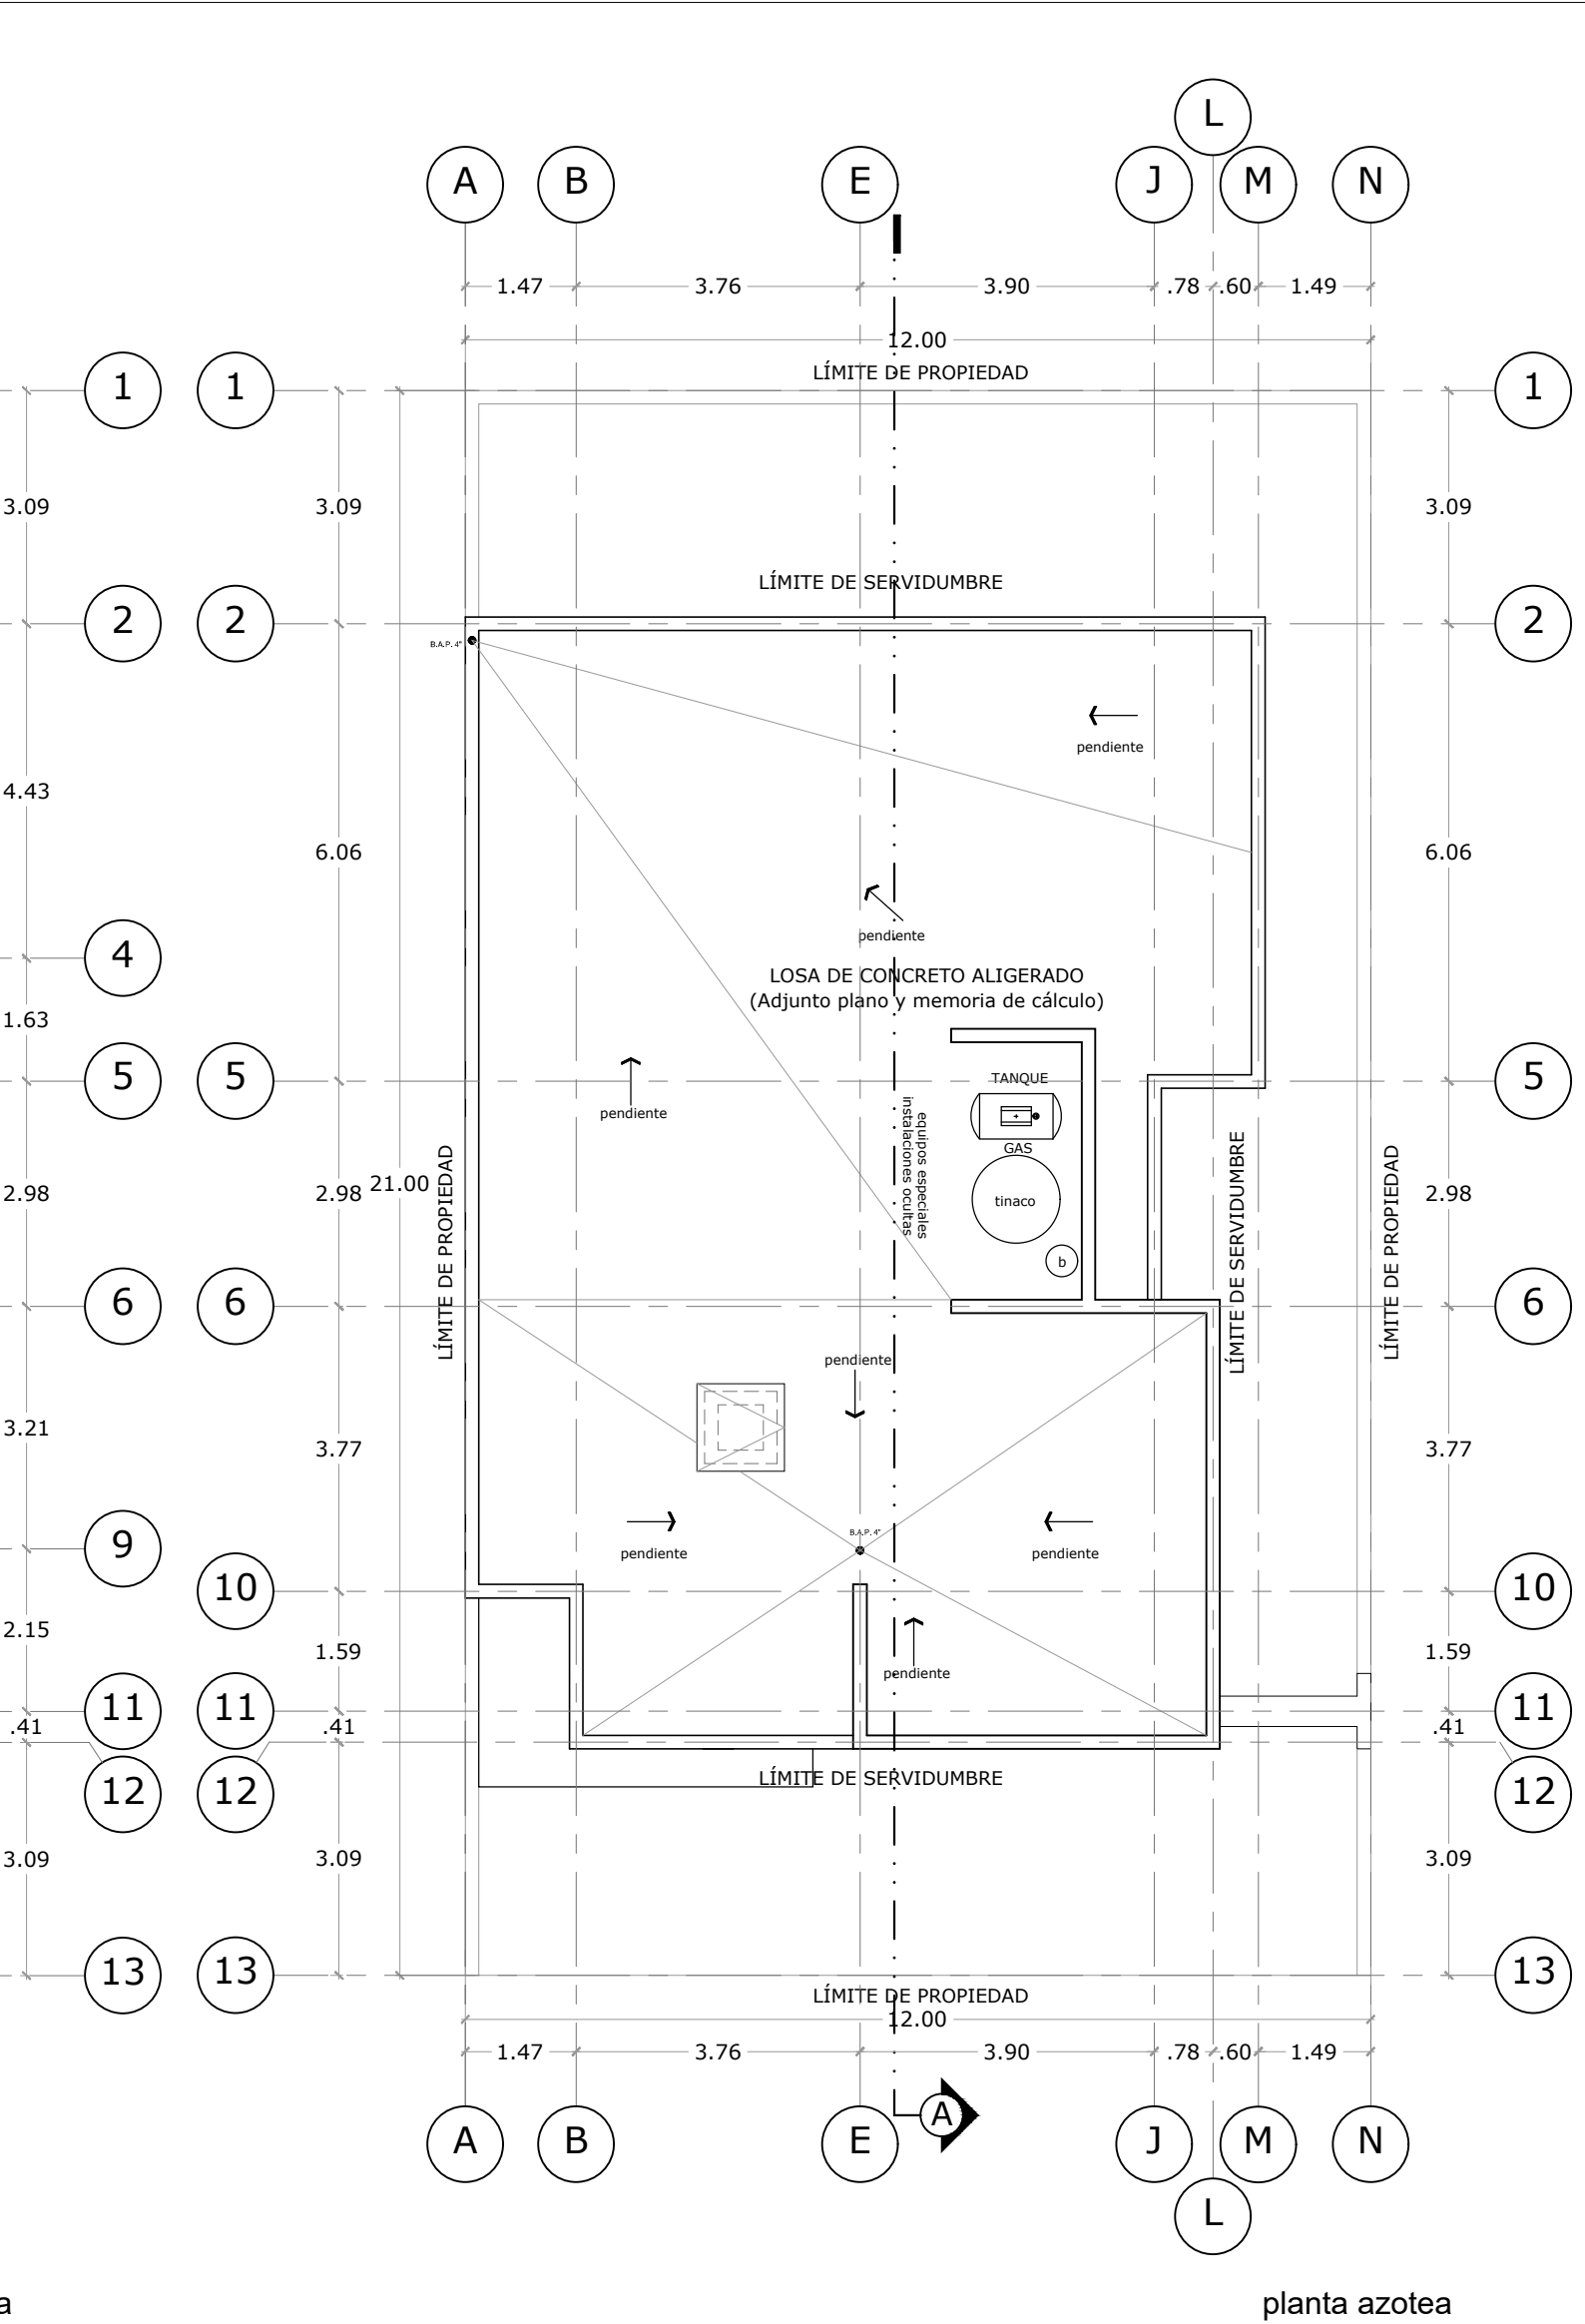 L
A B E J M N
1.47 3.76 3.90 .78 .60 1.49
12.00
LÍMITE DE PROPIEDAD
1 1 1
3.09 3.09 3.09
LÍMITE DE SERVIDUMBRE
2 2 2
B.A.P. 4"
pendiente
4.43
6.06 6.06
pendiente
4
LOSA DE CONCRETO ALIGERADO
(Adjunto plano y memoria de cálculo)
1.63
5 5 5
TANQUE
GAS
pendiente
equipos especiales
instalaciones ocultas
tinaco
b
2.98 2.98 21.00 2.98
LÍMITE DE PROPIEDAD
LÍMITE DE SERVIDUMBRE
LÍMITE DE PROPIEDAD
6 6 6
pendiente
3.21 3.77 3.77
B.A.P. 4"
9
pendiente pendiente
10 10
2.15 1.59 1.59
pendiente
11 11 11
.41 .41 .41
12 12 12
LÍMITE DE SERVIDUMBRE
3.09 3.09 3.09
13 13 13
LÍMITE DE PROPIEDAD
12.00
1.47 3.76 3.90 .78 .60 1.49
A
A B E J M N
L
a planta azotea